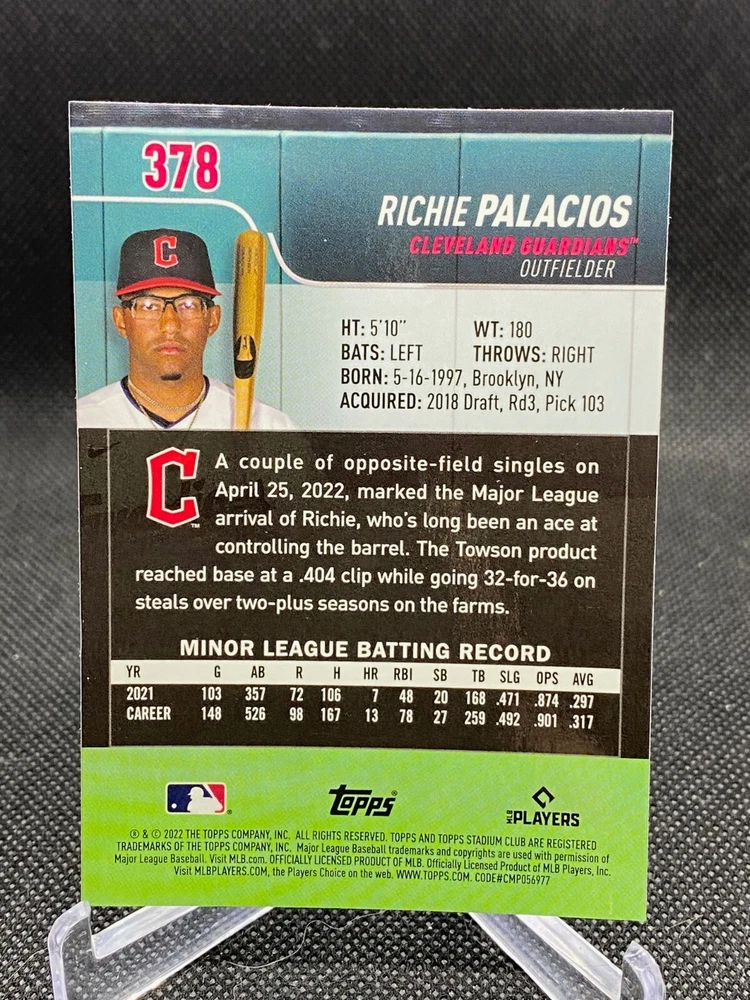 378
RICHIE PALACIOS
CLEVELAND GUARDIANS™
OUTFIELDER
C
HT: 5'10" WT: 180
BATS: LEFT THROWS: RIGHT
BORN: 5-16-1997, Brooklyn, NY
ACQUIRED: 2018 Draft, Rd3, Pick 103
C™
A couple of opposite-field singles on
April 25, 2022, marked the Major League
arrival of Richie, who's long been an ace at
controlling the barrel. The Towson product
reached base at a .404 clip while going 32-for-36 on
steals over two-plus seasons on the farms.
MINOR LEAGUE BATTING RECORD
YR G AB R H HR RBI SB TB SLG OPS AVG
2021 103 357 72 106 7 48 20 168 .471 .874 .297
CAREER 148 526 98 167 13 78 27 259 .492 .901 .317
topps®
MLB PLAYERS
® & © 2022 THE TOPPS COMPANY, INC. ALL RIGHTS RESERVED. TOPPS AND TOPPS STADIUM CLUB ARE REGISTERED
TRADEMARKS OF THE TOPPS COMPANY, INC. Major League Baseball trademarks and copyrights are used with permission of
Major League Baseball. Visit MLB.com. OFFICIALLY LICENSED PRODUCT OF MLB. Officially Licensed Product of MLB Players, Inc.
Visit MLBPLAYERS.COM, the Players Choice on the web. WWW.TOPPS.COM. CODE#CMP056977